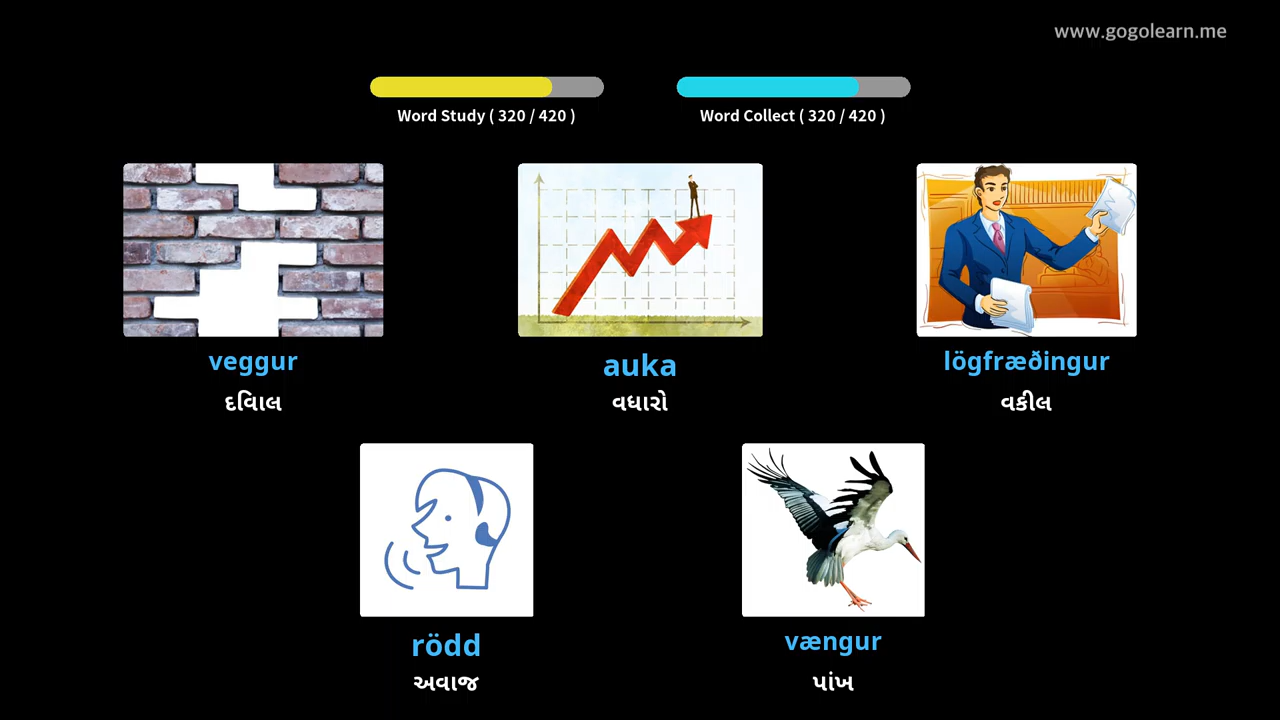 www.gogolearn.me
Word Study ( 320 / 420 )
Word Collect ( 320 / 420 )
veggur
દિવાલ
auka
વધારો
lögfræðingur
વકીલ
rödd
અવાજ
vængur
પાંખ